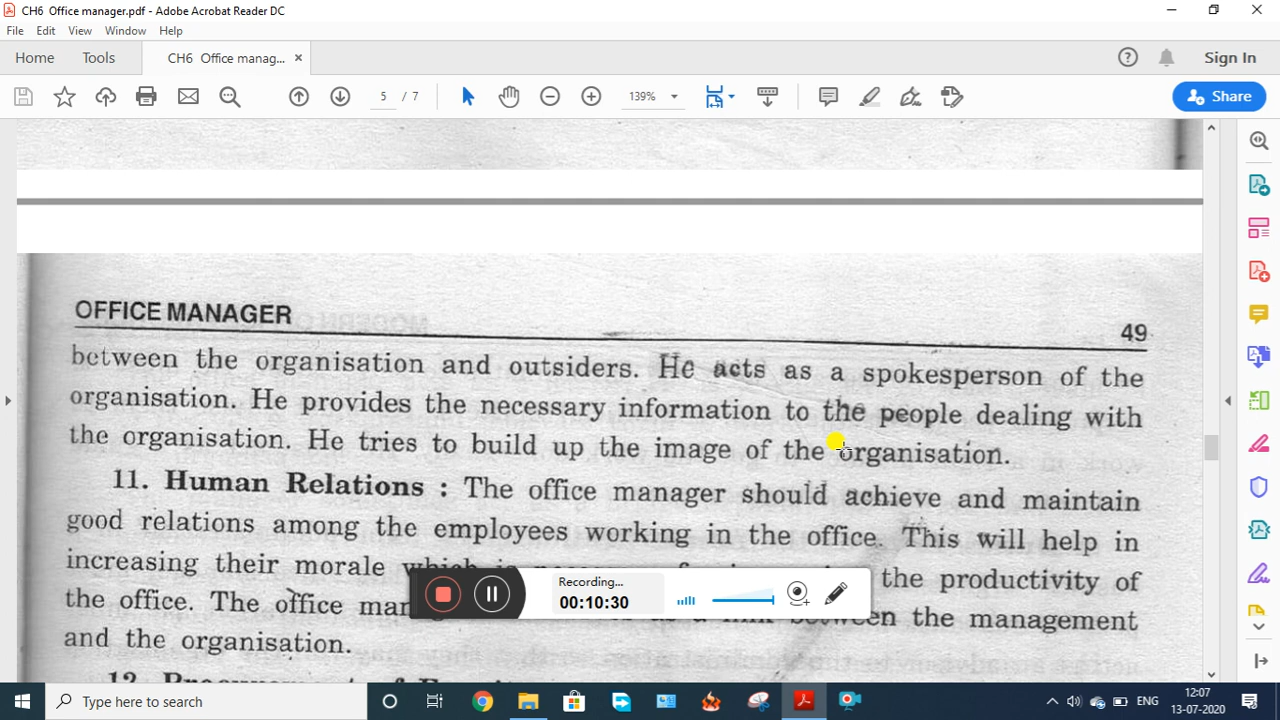 CH6 Office manager.pdf - Adobe Acrobat Reader DC
File Edit View Window Help
Home Tools CH6 Office manag... × Sign In
5 / 7 139% Share
OFFICE MANAGER
49
between the organisation and outsiders. He acts as a spokesperson of the
organisation. He provides the necessary information to the people dealing with
the organisation. He tries to build up the image of the organisation.
11. Human Relations : The office manager should achieve and maintain
good relations among the employees working in the office. This will help in
increasing their morale which the productivity of
the office. The office between the management
and the organisation.
12.
Recording...
00:10:30
Type here to search
ENG
12:07
13-07-2020